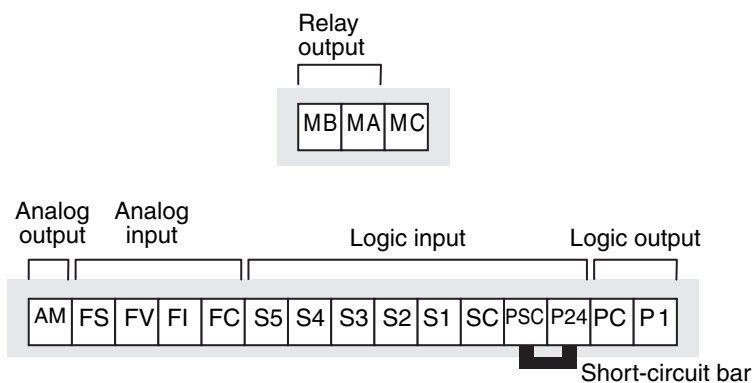 Relay
output
MB MA MC
Analog
output
Analog
input
Logic input
Logic output
AM FS FV FI FC S5 S4 S3 S2 S1 SC PSC P24 PC P1
Short-circuit bar